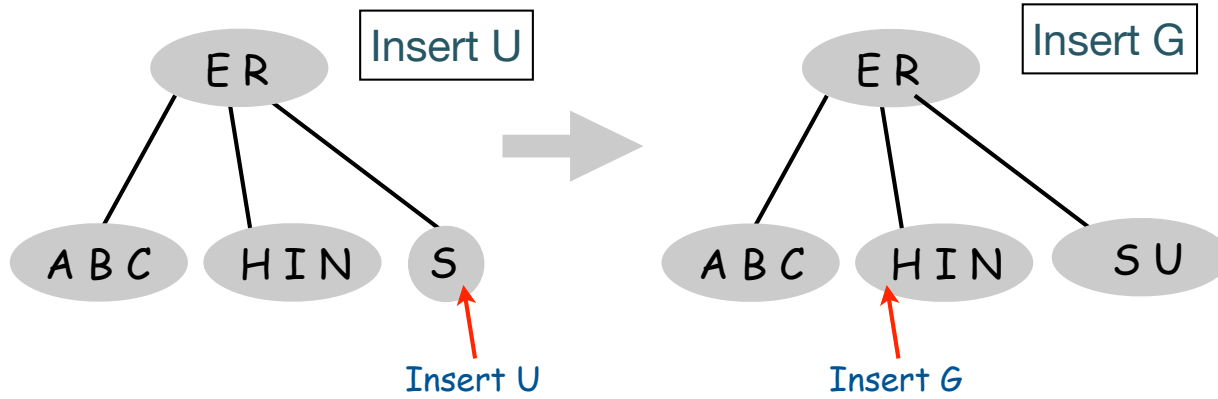 Insert U
Insert G
E R
E R
A B C
H I N
S
A B C
H I N
S U
Insert U
Insert G